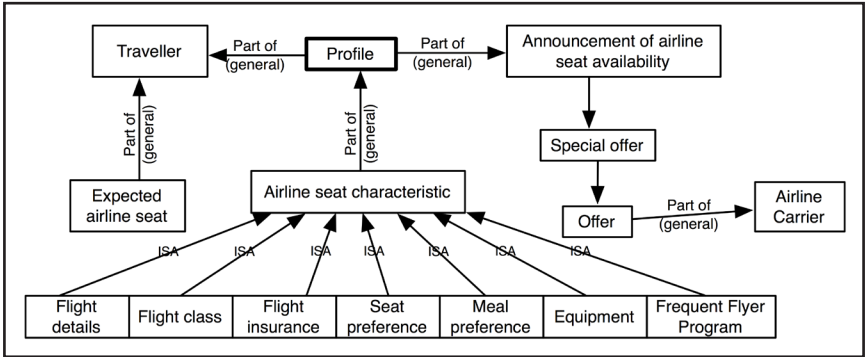 Traveller
Part of
(general)
Profile
Part of
(general)
Announcement of airline
seat availability
Part of
(general)
Part of
(general)
Special offer
Expected
airline seat
Airline seat characteristic
Offer
Part of
(general)
Airline
Carrier
ISA
ISA
ISA
ISA
ISA
ISA
ISA
Flight
details
Flight class
Flight
insurance
Seat
preference
Meal
preference
Equipment
Frequent Flyer
Program